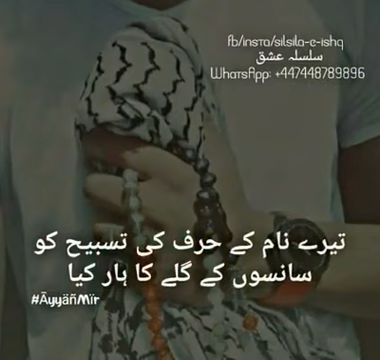 fb/insta/silsila-e-ishq
سلسلہ عشق
WhatsApp: +447448789896
تیرے نام کے حرف کی تسبیح کو
سانسوں کے گلے کا ہار کیا
#ÄyyäñMïr